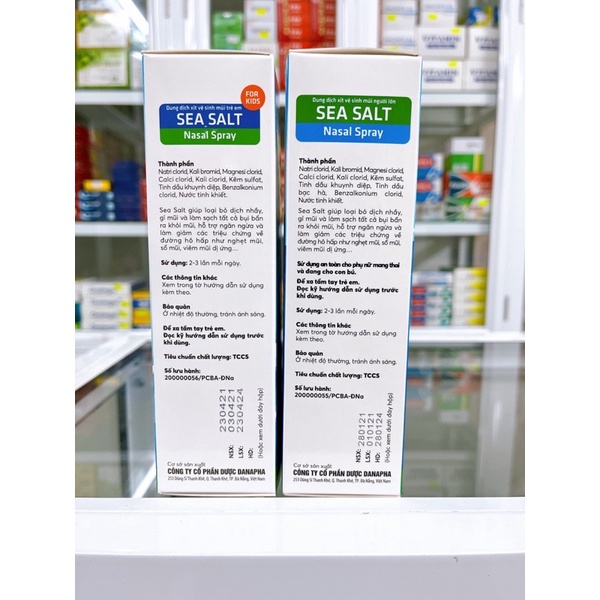 Dung dịch xịt vệ sinh mũi trẻ em
FOR
KIDS
SEA SALT
Nasal Spray
Thành phần
Natri clorid, Kali bromid, Magnesi clorid,
Calci clorid, Kali clorid, Kẽm sulfat,
Tinh dầu khuynh diệp, Benzalkonium
clorid, Nước tinh khiết.
Sea Salt giúp loại bỏ dịch nhầy,
gỉ mũi và làm sạch tất cả bụi bẩn
ra khỏi mũi, hỗ trợ ngăn ngừa và
làm giảm các triệu chứng về
đường hô hấp như nghẹt mũi,
sổ mũi, viêm mũi dị ứng...
Sử dụng: 2-3 lần mỗi ngày.
Các thông tin khác
Xem trong tờ hướng dẫn sử dụng
kèm theo.
Bảo quản
Ở nhiệt độ thường, tránh ánh sáng.
Để xa tầm tay trẻ em.
Đọc kỹ hướng dẫn sử dụng trước
khi dùng.
Tiêu chuẩn chất lượng: TCCS
Số lưu hành:
200000056/PCBA-ĐNa
NSX: 230421
LSX: 030421
HD: 230424
(Hoặc xem dưới đáy hộp)
Cơ sở sản xuất
CÔNG TY CỔ PHẦN DƯỢC DANAPHA
253 Dũng Sĩ Thanh Khê, Q. Thanh Khê, TP. Đà Nẵng, Việt Nam
Dung dịch xịt vệ sinh mũi người lớn
SEA SALT
Nasal Spray
Thành phần
Natri clorid, Kali bromid, Magnesi clorid,
Calci clorid, Kali clorid, Kẽm sulfat,
Tinh dầu khuynh diệp, Tinh dầu
bạc hà, Benzalkonium clorid,
Nước tinh khiết.
Sea Salt giúp loại bỏ dịch nhầy, gỉ
mũi và làm sạch tất cả bụi bẩn ra
khỏi mũi, hỗ trợ ngăn ngừa và làm
giảm các triệu chứng về đường
hô hấp như nghẹt mũi, sổ mũi,
viêm mũi dị ứng...
Sử dụng an toàn cho phụ nữ mang thai
và đang cho con bú.
Để xa tầm tay trẻ em.
Đọc kỹ hướng dẫn sử dụng trước
khi dùng.
Sử dụng: 2-3 lần mỗi ngày.
Các thông tin khác
Xem trong tờ hướng dẫn sử dụng
kèm theo.
Bảo quản
Ở nhiệt độ thường, tránh ánh sáng.
Tiêu chuẩn chất lượng: TCCS
Số lưu hành:
200000055/PCBA-ĐNa
NSX: 280121
LSX: 010121
HD: 280124
(Hoặc xem dưới đáy hộp)
Cơ sở sản xuất
CÔNG TY CỔ PHẦN DƯỢC DANAPHA
253 Dũng Sĩ Thanh Khê, Q. Thanh Khê, TP. Đà Nẵng, Việt Nam